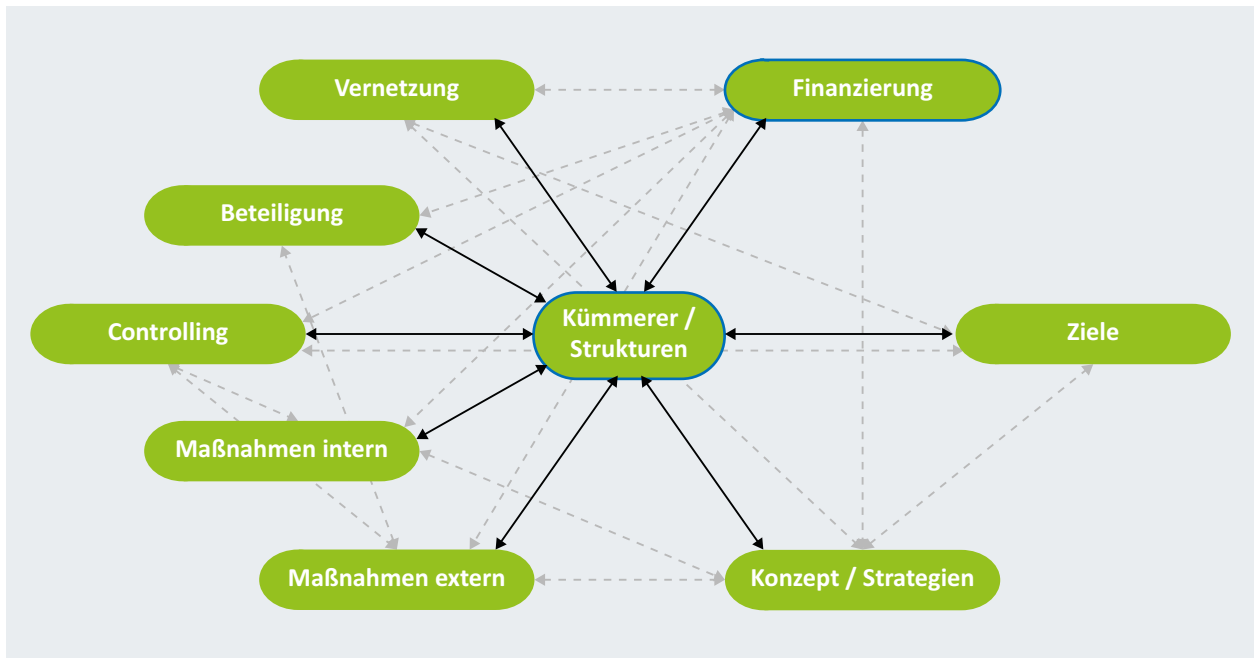 Vernetzung
Finanzierung
Beteiligung
Controlling
Kümmerer /
Strukturen
Ziele
Maßnahmen intern
Maßnahmen extern
Konzept / Strategien